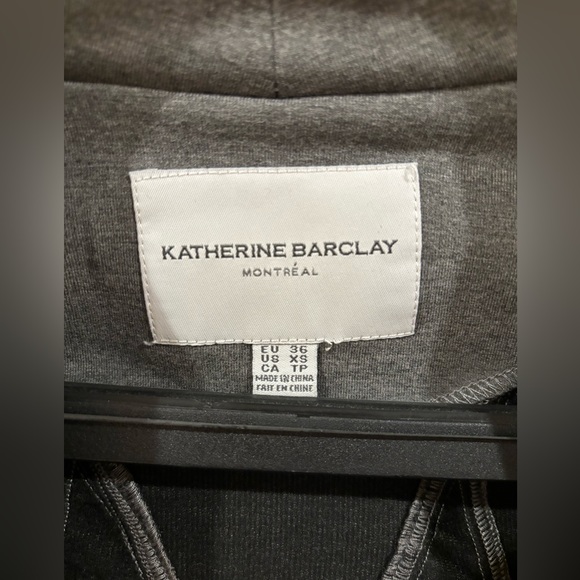 KATHERINE BARCLAY
MONTRÉAL
EU 36
US XS
CA TP
MADE IN CHINA
FAIT EN CHINE